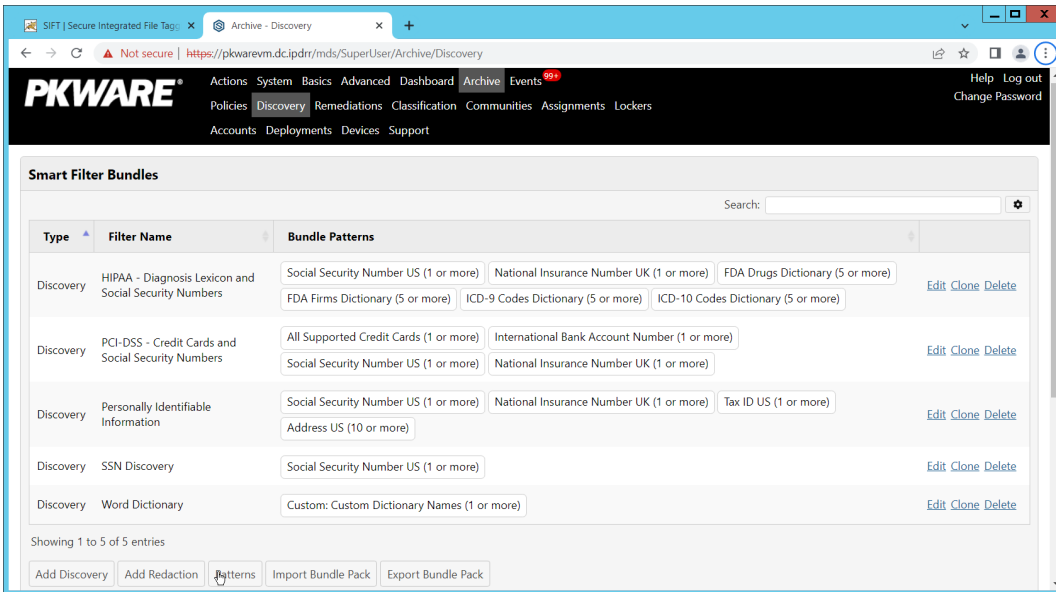 SIFT | Secure Integrated File Tagg
Archive - Discovery
Not secure | https://pkwarevm.dc.ipdrr/mds/SuperUser/Archive/Discovery
PKWARE®
Actions System Basics Advanced Dashboard Archive Events 99+
Help Log out
Policies Discovery Remediations Classification Communities Assignments Lockers
Change Password
Accounts Deployments Devices Support
Smart Filter Bundles
Search:
Type Filter Name Bundle Patterns
Discovery
HIPAA - Diagnosis Lexicon and
Social Security Numbers
Social Security Number US (1 or more) National Insurance Number UK (1 or more) FDA Drugs Dictionary (5 or more)
FDA Firms Dictionary (5 or more) ICD-9 Codes Dictionary (5 or more) ICD-10 Codes Dictionary (5 or more)
Edit Clone Delete
Discovery
PCI-DSS - Credit Cards and
Social Security Numbers
All Supported Credit Cards (1 or more) International Bank Account Number (1 or more)
Social Security Number US (1 or more) National Insurance Number UK (1 or more)
Edit Clone Delete
Discovery
Personally Identifiable
Information
Social Security Number US (1 or more) National Insurance Number UK (1 or more) Tax ID US (1 or more)
Address US (10 or more)
Edit Clone Delete
Discovery SSN Discovery Social Security Number US (1 or more) Edit Clone Delete
Discovery Word Dictionary Custom: Custom Dictionary Names (1 or more) Edit Clone Delete
Showing 1 to 5 of 5 entries
Add Discovery Add Redaction Patterns Import Bundle Pack Export Bundle Pack